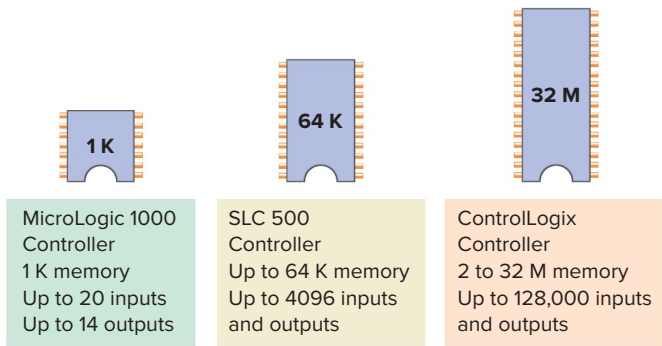 1 K
64 K
32 M
MicroLogic 1000
Controller
1 K memory
Up to 20 inputs
Up to 14 outputs
SLC 500
Controller
Up to 64 K memory
Up to 4096 inputs
and outputs
ControlLogix
Controller
2 to 32 M memory
Up to 128,000 inputs
and outputs